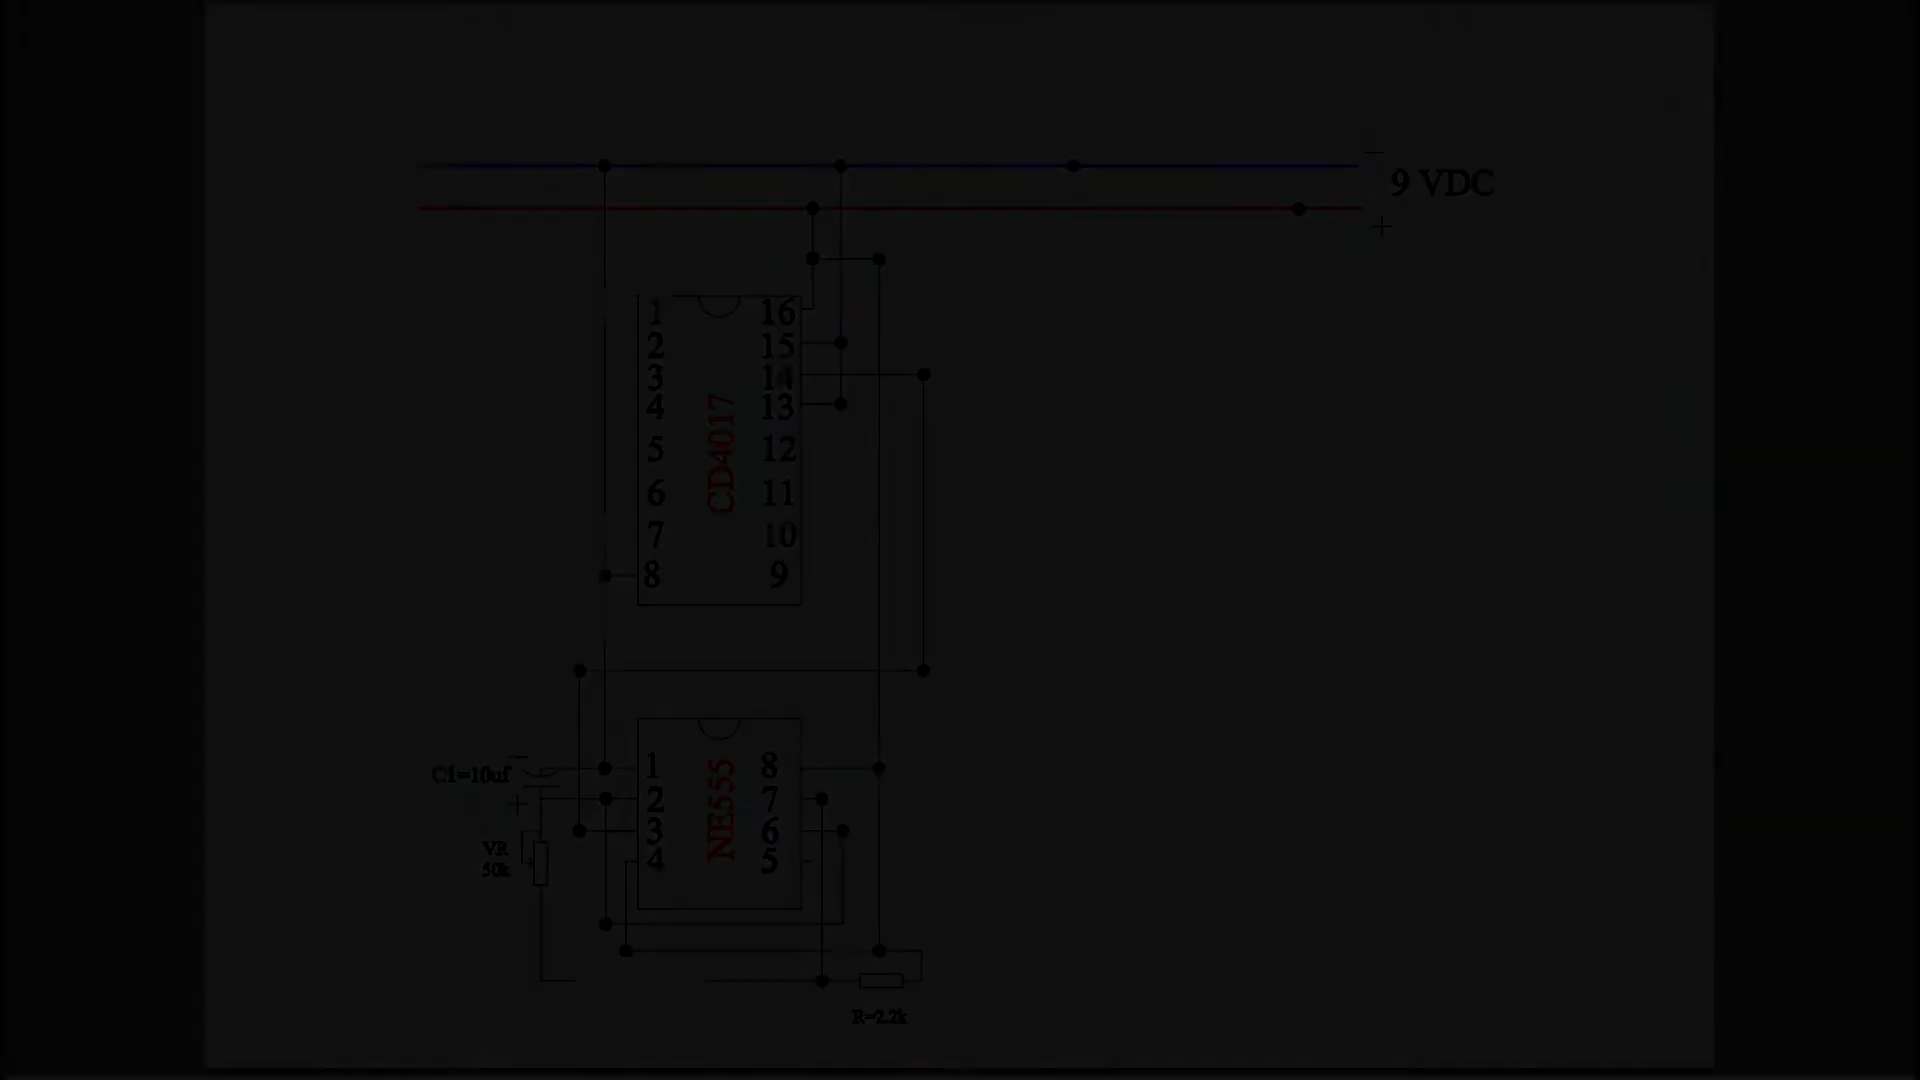 −
9 VDC
+
1 16
2 15
3 14
4 13
5 12
6 11
7 10
8 9
CD4017
1 8
2 7
3 6
4 5
NE555
−
C1=10uf
+
VR
50k
R=2.2k